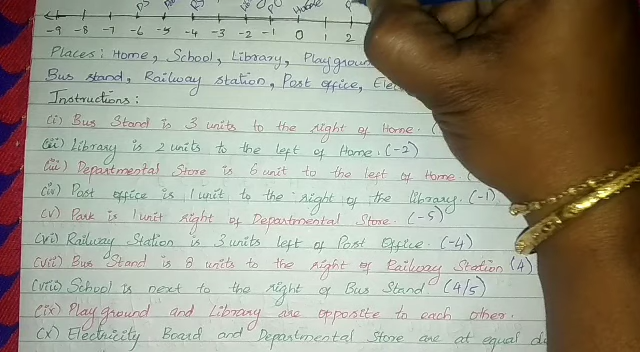 DS RS PO Home
-9 -8 -7 -6 -5 -4 -3 -2 -1 0 1 2
Places: Home, School, Library, Playgroun
Bus stand, Railway station, Post office, Elec
Instructions:
(i) Bus Stand is 3 units to the right of Home. (
(ii) Library is 2 units to the left of Home. (-2)
(iii) Departmental Store is 6 unit to the left of Home.
(iv) Post office is 1 unit to the right of the library. (-1)
(v) Park is 1 unit right of Departmental Store. (-5)
(vi) Railway Station is 3 units left of Post Office. (-4)
(vii) Bus Stand is 8 units to the right of Railway Station (4)
(viii) School is next to the right of Bus Stand (4/5)
(ix) Playground and Library are opposite to each other.
(x) Electricity Board and Departmental Store are at equal